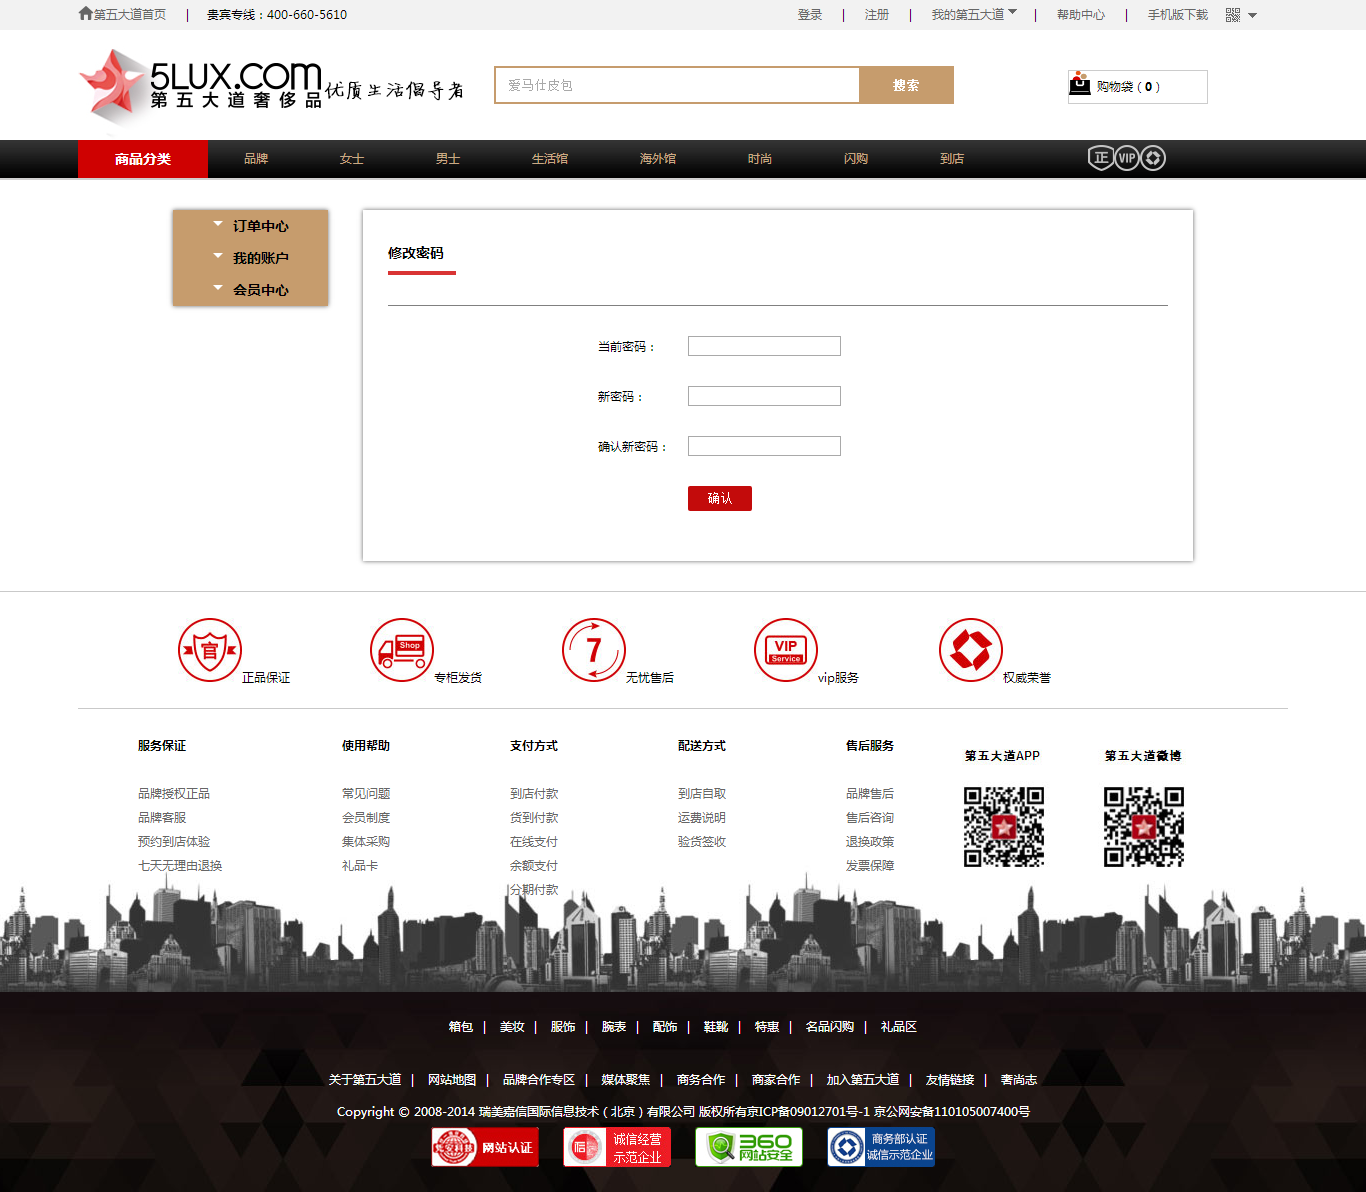 第五大道首页 | 贵宾专线：400-660-5610 登录 | 注册 | 我的第五大道 | 帮助中心 | 手机版下载
5LUX.COM
第五大道奢侈品
优质生活倡导者
爱马仕皮包 搜索
购物袋 ( 0 )
商品分类 品牌 女士 男士 生活馆 海外馆 时尚 闪购 到店 正 VIP
订单中心
我的账户
会员中心
修改密码
当前密码：
新密码：
确认新密码：
确认
官 正品保证 Shop 专柜发货 7 无忧售后 VIP Service vip服务 权威荣誉
服务保证 使用帮助 支付方式 配送方式 售后服务 第五大道APP 第五大道微博
品牌授权正品 常见问题 到店付款 到店自取 品牌售后
品牌客服 会员制度 货到付款 运费说明 售后咨询
预约到店体验 集体采购 在线支付 验货签收 退换政策
七天无理由退换 礼品卡 余额支付 发票保障
分期付款
箱包 | 美妆 | 服饰 | 腕表 | 配饰 | 鞋靴 | 特惠 | 名品闪购 | 礼品区
关于第五大道 | 网站地图 | 品牌合作专区 | 媒体聚焦 | 商务合作 | 商家合作 | 加入第五大道 | 友情链接 | 奢尚志
Copyright © 2008-2014 瑞美嘉信国际信息技术（北京）有限公司 版权所有京ICP备09012701号-1 京公网安备110105007400号
网站认证
诚信经营
示范企业
360
网站安全
商务部认证
诚信示范企业